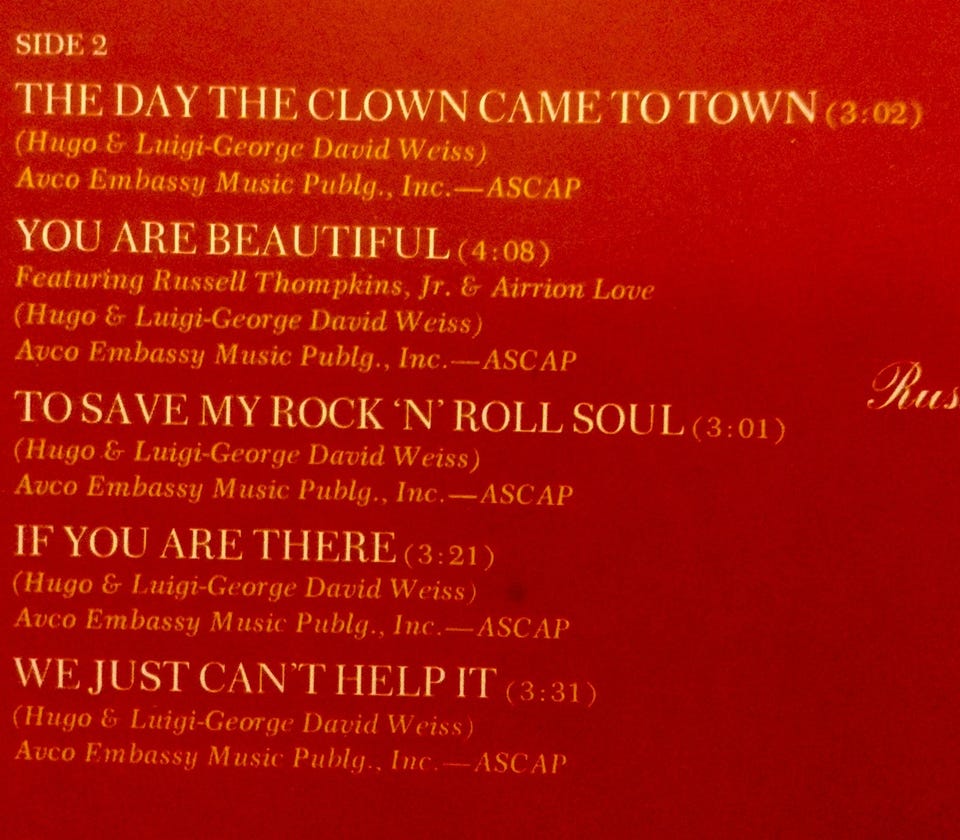 SIDE 2
THE DAY THE CLOWN CAME TO TOWN (3:02)
(Hugo & Luigi-George David Weiss)
Avco Embassy Music Publg., Inc.—ASCAP
YOU ARE BEAUTIFUL (4:08)
Featuring Russell Thompkins, Jr. & Airrion Love
(Hugo & Luigi-George David Weiss)
Avco Embassy Music Publg., Inc.—ASCAP
TO SAVE MY ROCK ‘N’ ROLL SOUL (3:01)
(Hugo & Luigi-George David Weiss)
Avco Embassy Music Publg., Inc.—ASCAP
IF YOU ARE THERE (3:21)
(Hugo & Luigi-George David Weiss)
Avco Embassy Music Publg., Inc.—ASCAP
WE JUST CAN’T HELP IT (3:31)
(Hugo & Luigi-George David Weiss)
Avco Embassy Music Publg., Inc.—ASCAP
Rus